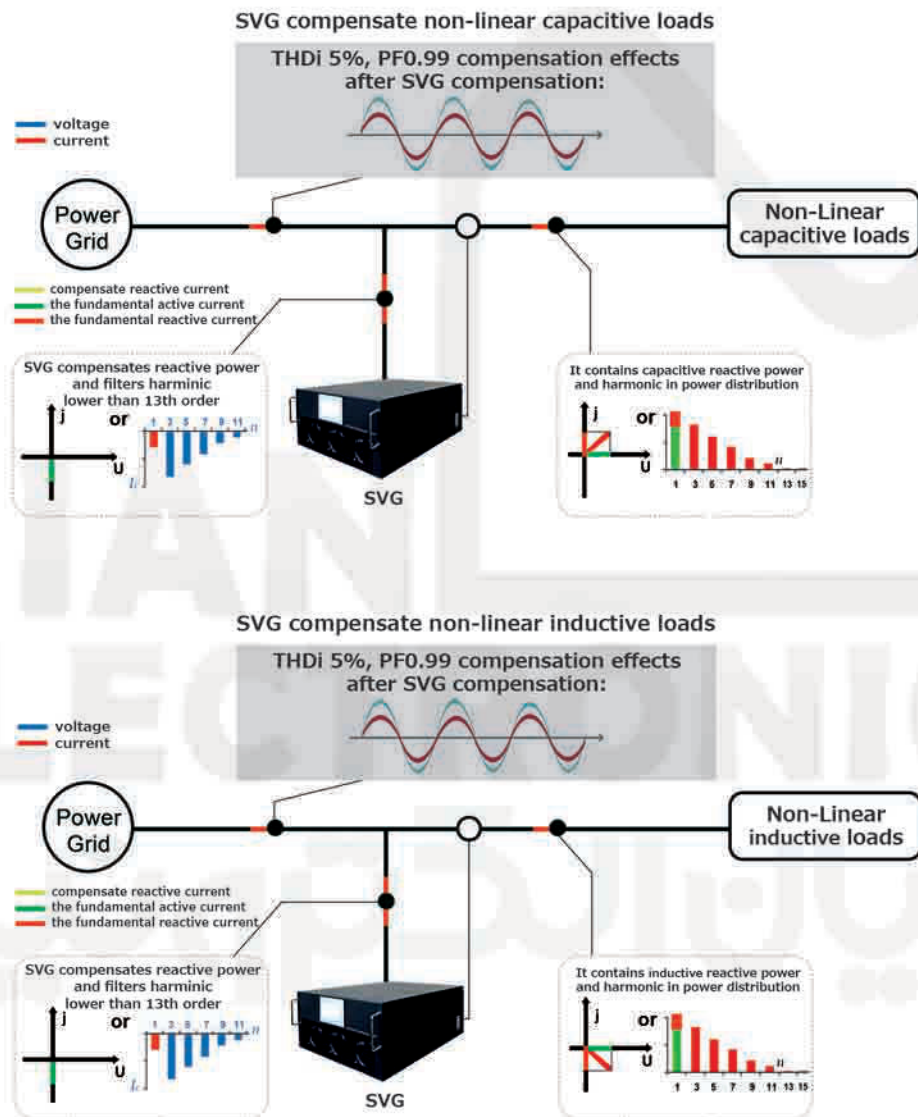 SVG compensate non-linear capacitive loads
THDi 5%, PF0.99 compensation effects
after SVG compensation:
voltage
current
Power
Grid
Non-Linear
capacitive loads
compensate reactive current
the fundamental active current
the fundamental reactive current
SVG compensates reactive power
and filters harminic
lower than 13th order
j
or
U
1 3 5 7 9 11 n
SVG
It contains capacitive reactive power
and harmonic in power distribution
j
or
U
n
1 3 5 7 9 11 13 15
SVG compensate non-linear inductive loads
THDi 5%, PF0.99 compensation effects
after SVG compensation:
voltage
current
Power
Grid
Non-Linear
inductive loads
compensate reactive current
the fundamental active current
the fundamental reactive current
SVG compensates reactive power
and filters harminic
lower than 13th order
j
or
U
1 3 5 7 9 11 n
SVG
It contains inductive reactive power
and harmonic in power distribution
j
or
U
n
1 3 5 7 9 11 13 15